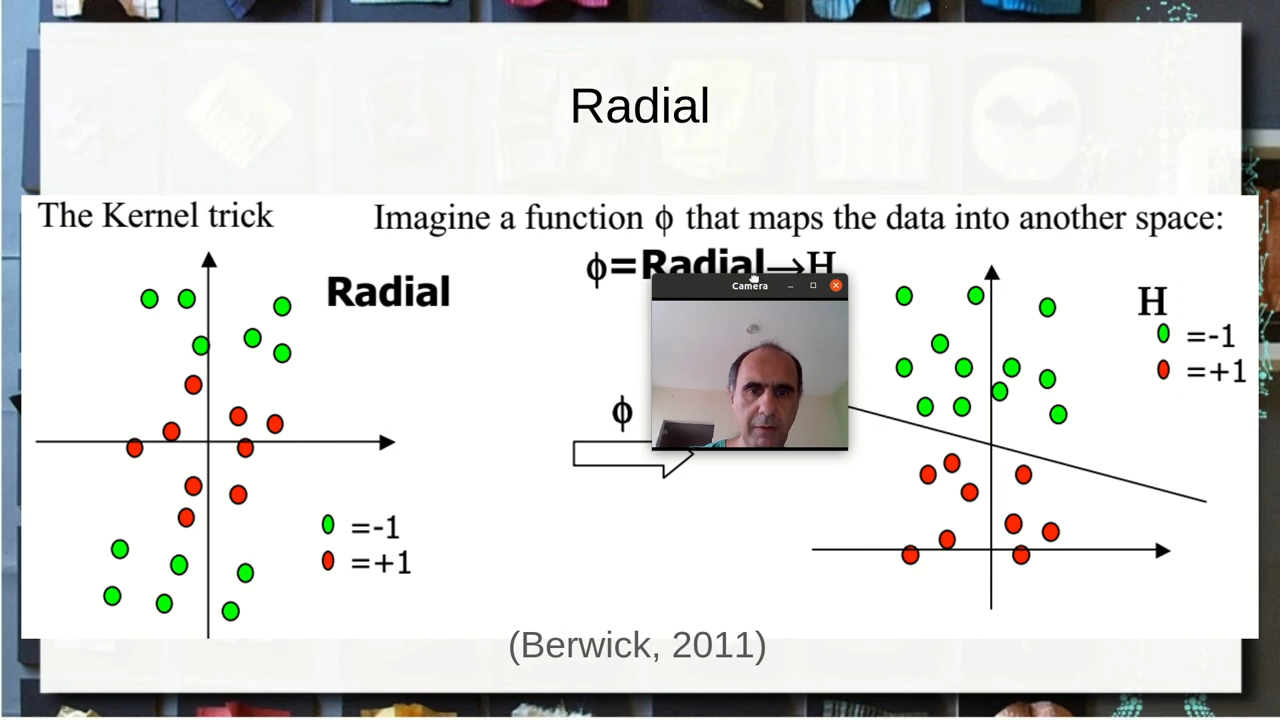 Radial
The Kernel trick
Imagine a function ϕ that maps the data into another space:
Radial
ϕ=Radial→H
Camera
H
=-1
=+1
ϕ
=-1
=+1
(Berwick, 2011)